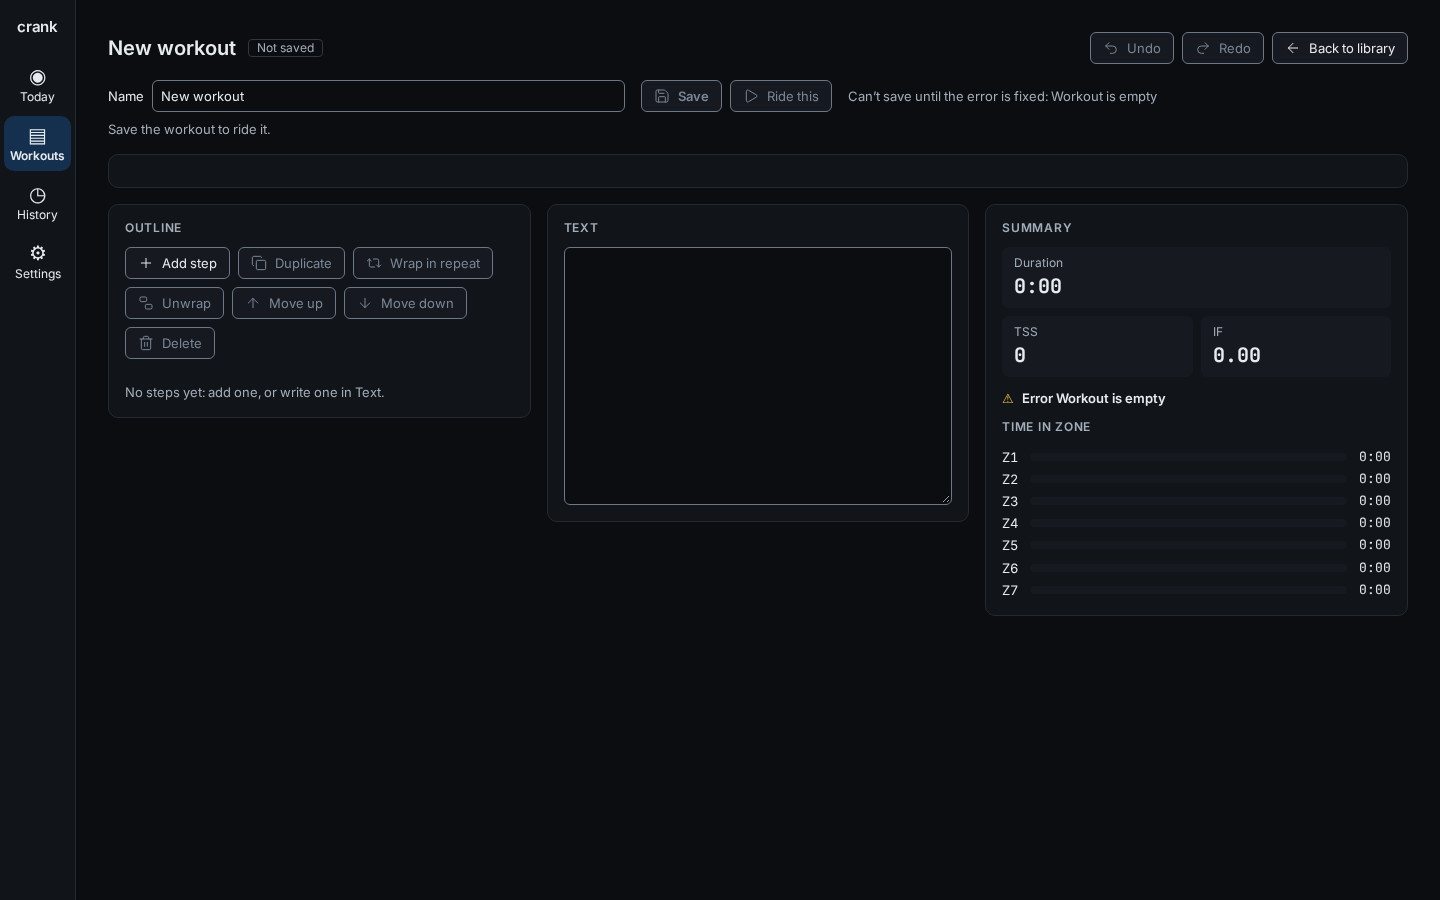 crank
Today
Workouts
History
Settings
New workout
Not saved
Undo
Redo
Back to library
Name
New workout
Save
Ride this
Can't save until the error is fixed: Workout is empty
Save the workout to ride it.
OUTLINE
Add step
Duplicate
Wrap in repeat
Unwrap
Move up
Move down
Delete
No steps yet: add one, or write one in Text.
TEXT
SUMMARY
Duration
0:00
TSS
0
IF
0.00
⚠ Error Workout is empty
TIME IN ZONE
Z1 0:00
Z2 0:00
Z3 0:00
Z4 0:00
Z5 0:00
Z6 0:00
Z7 0:00